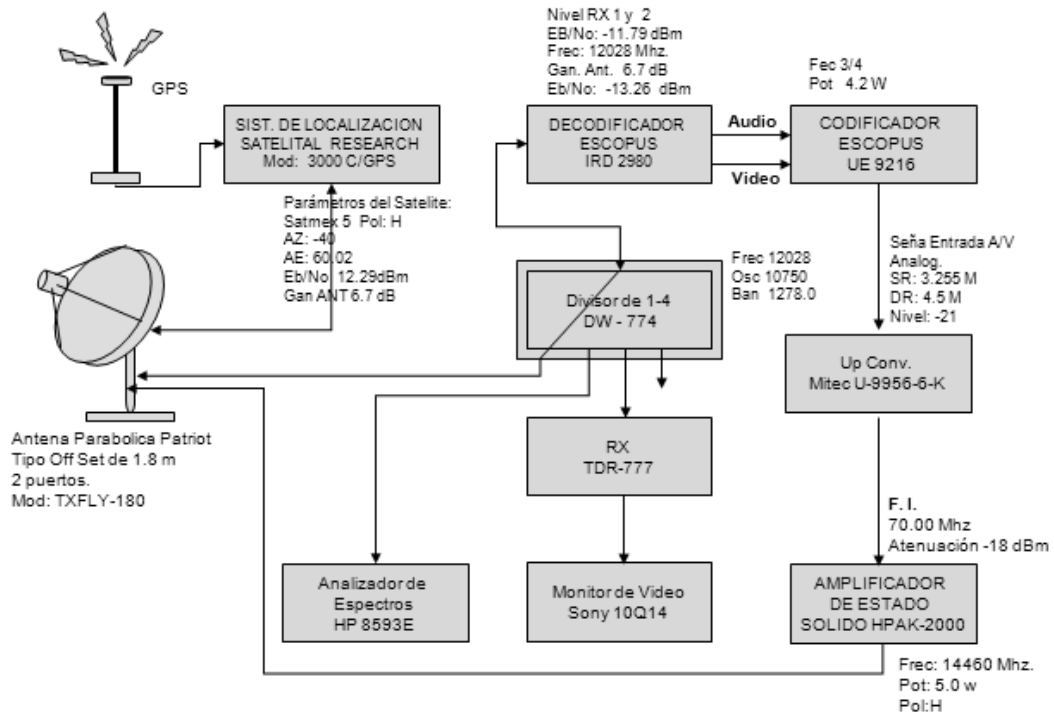 Nivel RX 1 y  2
EB/No: -11.79 dBm
Frec: 12028 Mhz.
Gan. Ant.  6.7 dB
Eb/No:  -13.26  dBm
Fec 3/4
Pot  4.2 W
GPS
SIST. DE LOCALIZACION
SATELITAL  RESEARCH
Mod:  3000 C/GPS
DECODIFICADOR
ESCOPUS
IRD 2980
Audio
Video
CODIFICADOR
ESCOPUS
UE 9216
Parámetros del Satelite:
Satmex 5  Pol: H
AZ: -40
AE: 60.02
Eb/No: 12.29dBm
Gan ANT 6.7 dB
Seña Entrada A/V
Analog.
SR: 3.255 M
DR: 4.5 M
Nivel: -21
Frec 12028
Osc 10750
Ban  1278.0
Divisor de 1-4
DW - 774
Up Conv.
Mitec U-9956-6-K
Antena Parabolica Patriot
Tipo Off Set de 1.8 m
2 puertos.
Mod: TXFLY-180
RX
TDR-777
F. I.
70.00 Mhz
Atenuación -18 dBm
Analizador de
Espectros
HP 8593E
Monitor de Video
Sony 10Q14
AMPLIFICADOR
DE ESTADO
SOLIDO HPAK-2000
Frec: 14460 Mhz.
Pot: 5.0 w
Pol:H